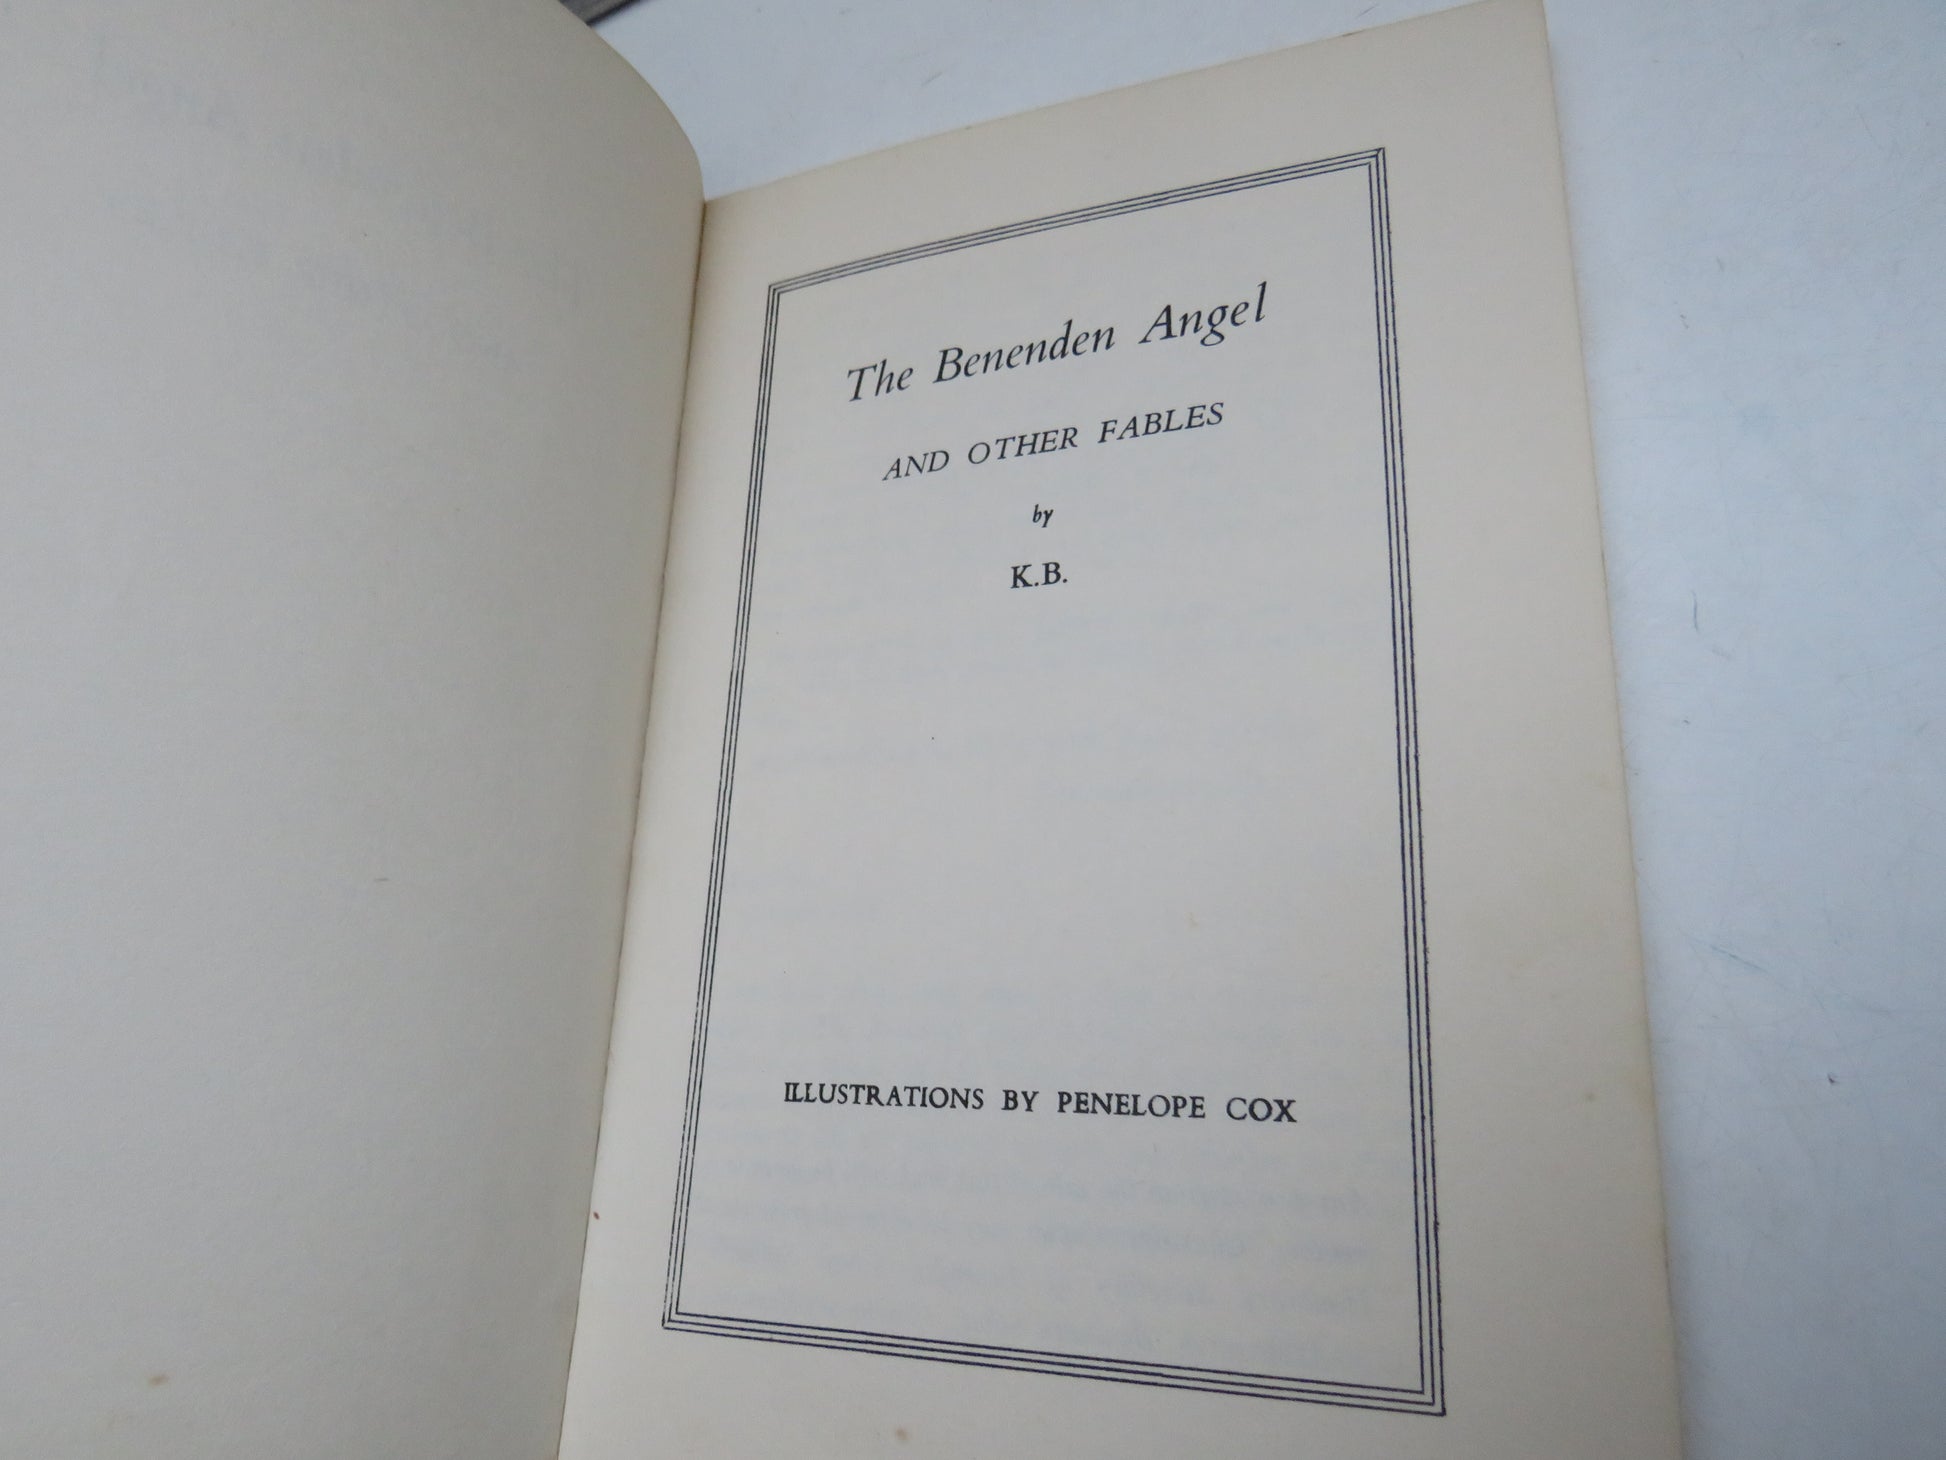 The Benenden Angel
AND OTHER FABLES
by
K.B.
ILLUSTRATIONS BY PENELOPE COX